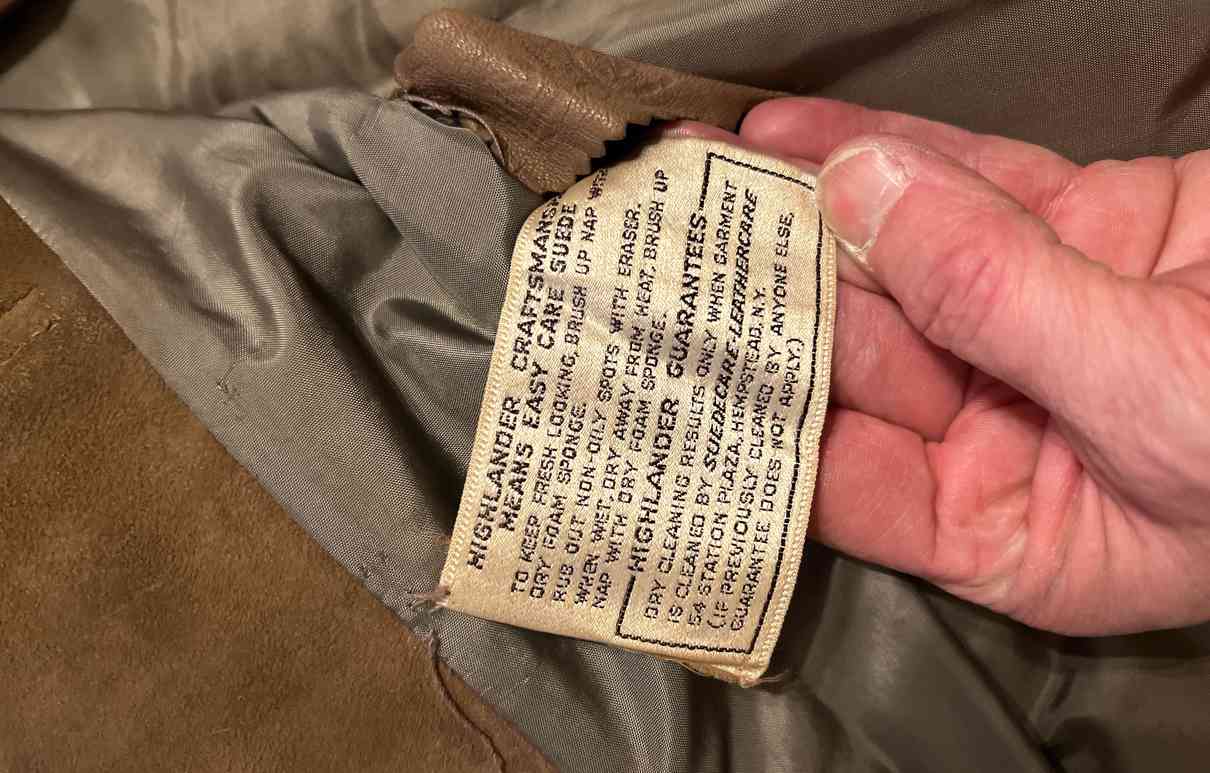 HIGHLANDER CRAFTSMANSH
MEANS EASY CARE SUEDE
TO KEEP FRESH LOOKING, BRUSH UP NAP WITH
DRY FOAM SPONGE.
RUB OUT NON-OILY SPOTS WITH ERASER.
WHEN WET, DRY AWAY FROM HEAT. BRUSH UP
NAP WITH DRY FOAM SPONGE.
HIGHLANDER GUARANTEES
DRY CLEANING RESULTS ONLY WHEN GARMENT
IS CLEANED BY SUEDECARE-LEATHERCARE
54 STATION PLAZA, HEMPSTEAD, N.Y.
(IF PREVIOUSLY CLEANED BY ANYONE ELSE,
GUARANTEE DOES NOT APPLY.)